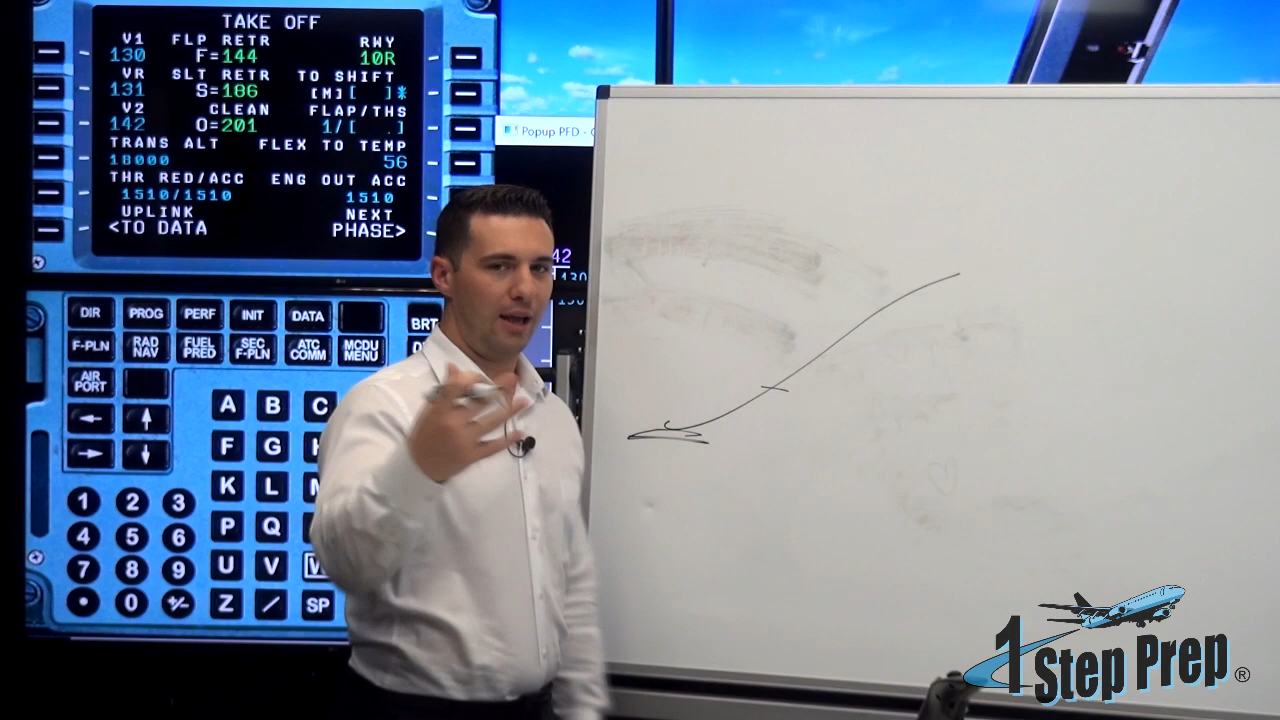 TAKE OFF
V1 FLP RETR RWY
130 F=144 10R
VR SLT RETR TO SHIFT
131 S=186 [M][ ]*
V2 CLEAN FLAP/THS
142 O=201 1/[ .]
TRANS ALT FLEX TO TEMP
18000 56
THR RED/ACC ENG OUT ACC
1510/1510 1510
UPLINK NEXT
<TO DATA PHASE>
Popup PFD -
42
130
DIR PROG PERF INIT DATA BRT
F-PLN RAD NAV FUEL PRED SEC F-PLN ATC COMM MCDU MENU
AIR PORT
← ↑
→ ↓
A B C
F G
K L
P Q
U V
Z / SP
1 2 3
4 5 6
7 8 9
• 0 +/-
1 Step Prep ®